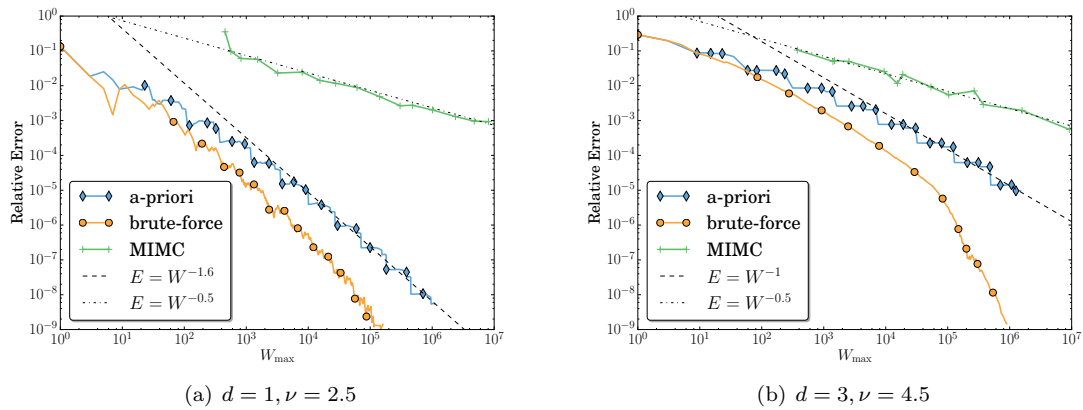 10^0
10^-1
10^-2
10^-3
10^-4
10^-5
10^-6
10^-7
10^-8
10^-9
Relative Error
a-priori
brute-force
MIMC
E = W^-1.6
E = W^-0.5
10^0 10^1 10^2 10^3 10^4 10^5 10^6 10^7
W_max
(a) d = 1, ν = 2.5
10^0
10^-1
10^-2
10^-3
10^-4
10^-5
10^-6
10^-7
10^-8
10^-9
Relative Error
a-priori
brute-force
MIMC
E = W^-1
E = W^-0.5
10^0 10^1 10^2 10^3 10^4 10^5 10^6 10^7
W_max
(b) d = 3, ν = 4.5